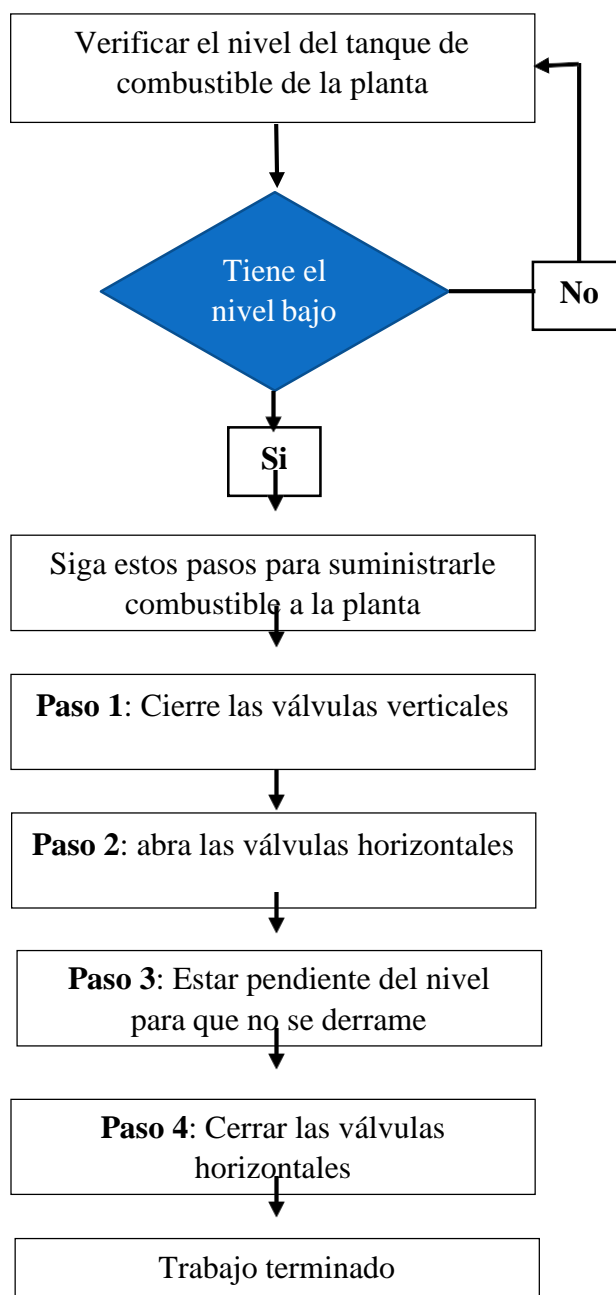 Verificar el nivel del tanque de
combustible de la planta
Tiene el
nivel bajo
No
Si
Siga estos pasos para suministrarle
combustible a la planta
Paso 1: Cierre las válvulas verticales
Paso 2: abra las válvulas horizontales
Paso 3: Estar pendiente del nivel
para que no se derrame
Paso 4: Cerrar las válvulas
horizontales
Trabajo terminado